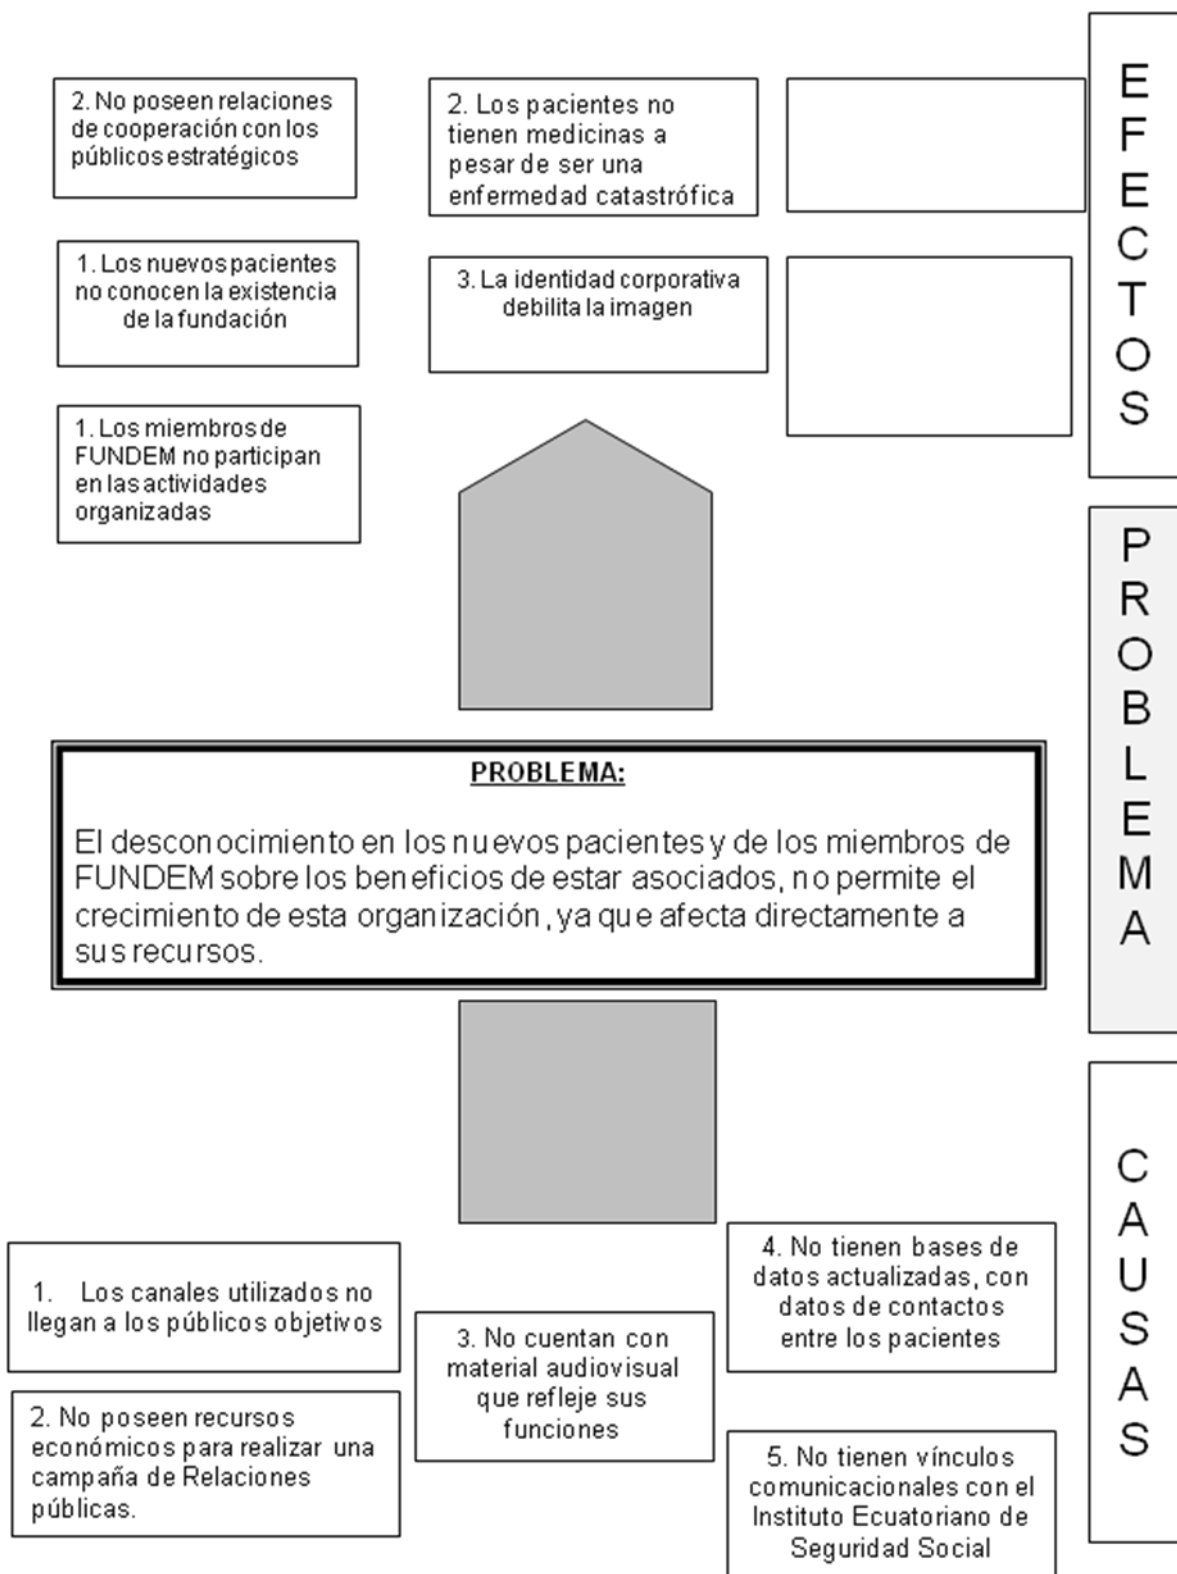 2. No poseen relaciones
de cooperación con los
públicos estratégicos
2. Los pacientes no
tienen medicinas a
pesar de ser una
enfermedad catastrófica
1. Los nuevos pacientes
no conocen la existencia
de la fundación
3. La identidad corporativa
debilita la imagen
1. Los miembros de
FUNDEM no participan
en las actividades
organizadas
EFECTOS
PROBLEMA:
El desconocimiento en los nuevos pacientes y de los miembros de
FUNDEM sobre los beneficios de estar asociados, no permite el
crecimiento de esta organización, ya que afecta directamente a
sus recursos.
PROBLEMA
1. Los canales utilizados no
llegan a los públicos objetivos
2. No poseen recursos
económicos para realizar una
campaña de Relaciones
públicas.
3. No cuentan con
material audiovisual
que refleje sus
funciones
4. No tienen bases de
datos actualizadas, con
datos de contactos
entre los pacientes
5. No tienen vínculos
comunicacionales con el
Instituto Ecuatoriano de
Seguridad Social
CAUSAS